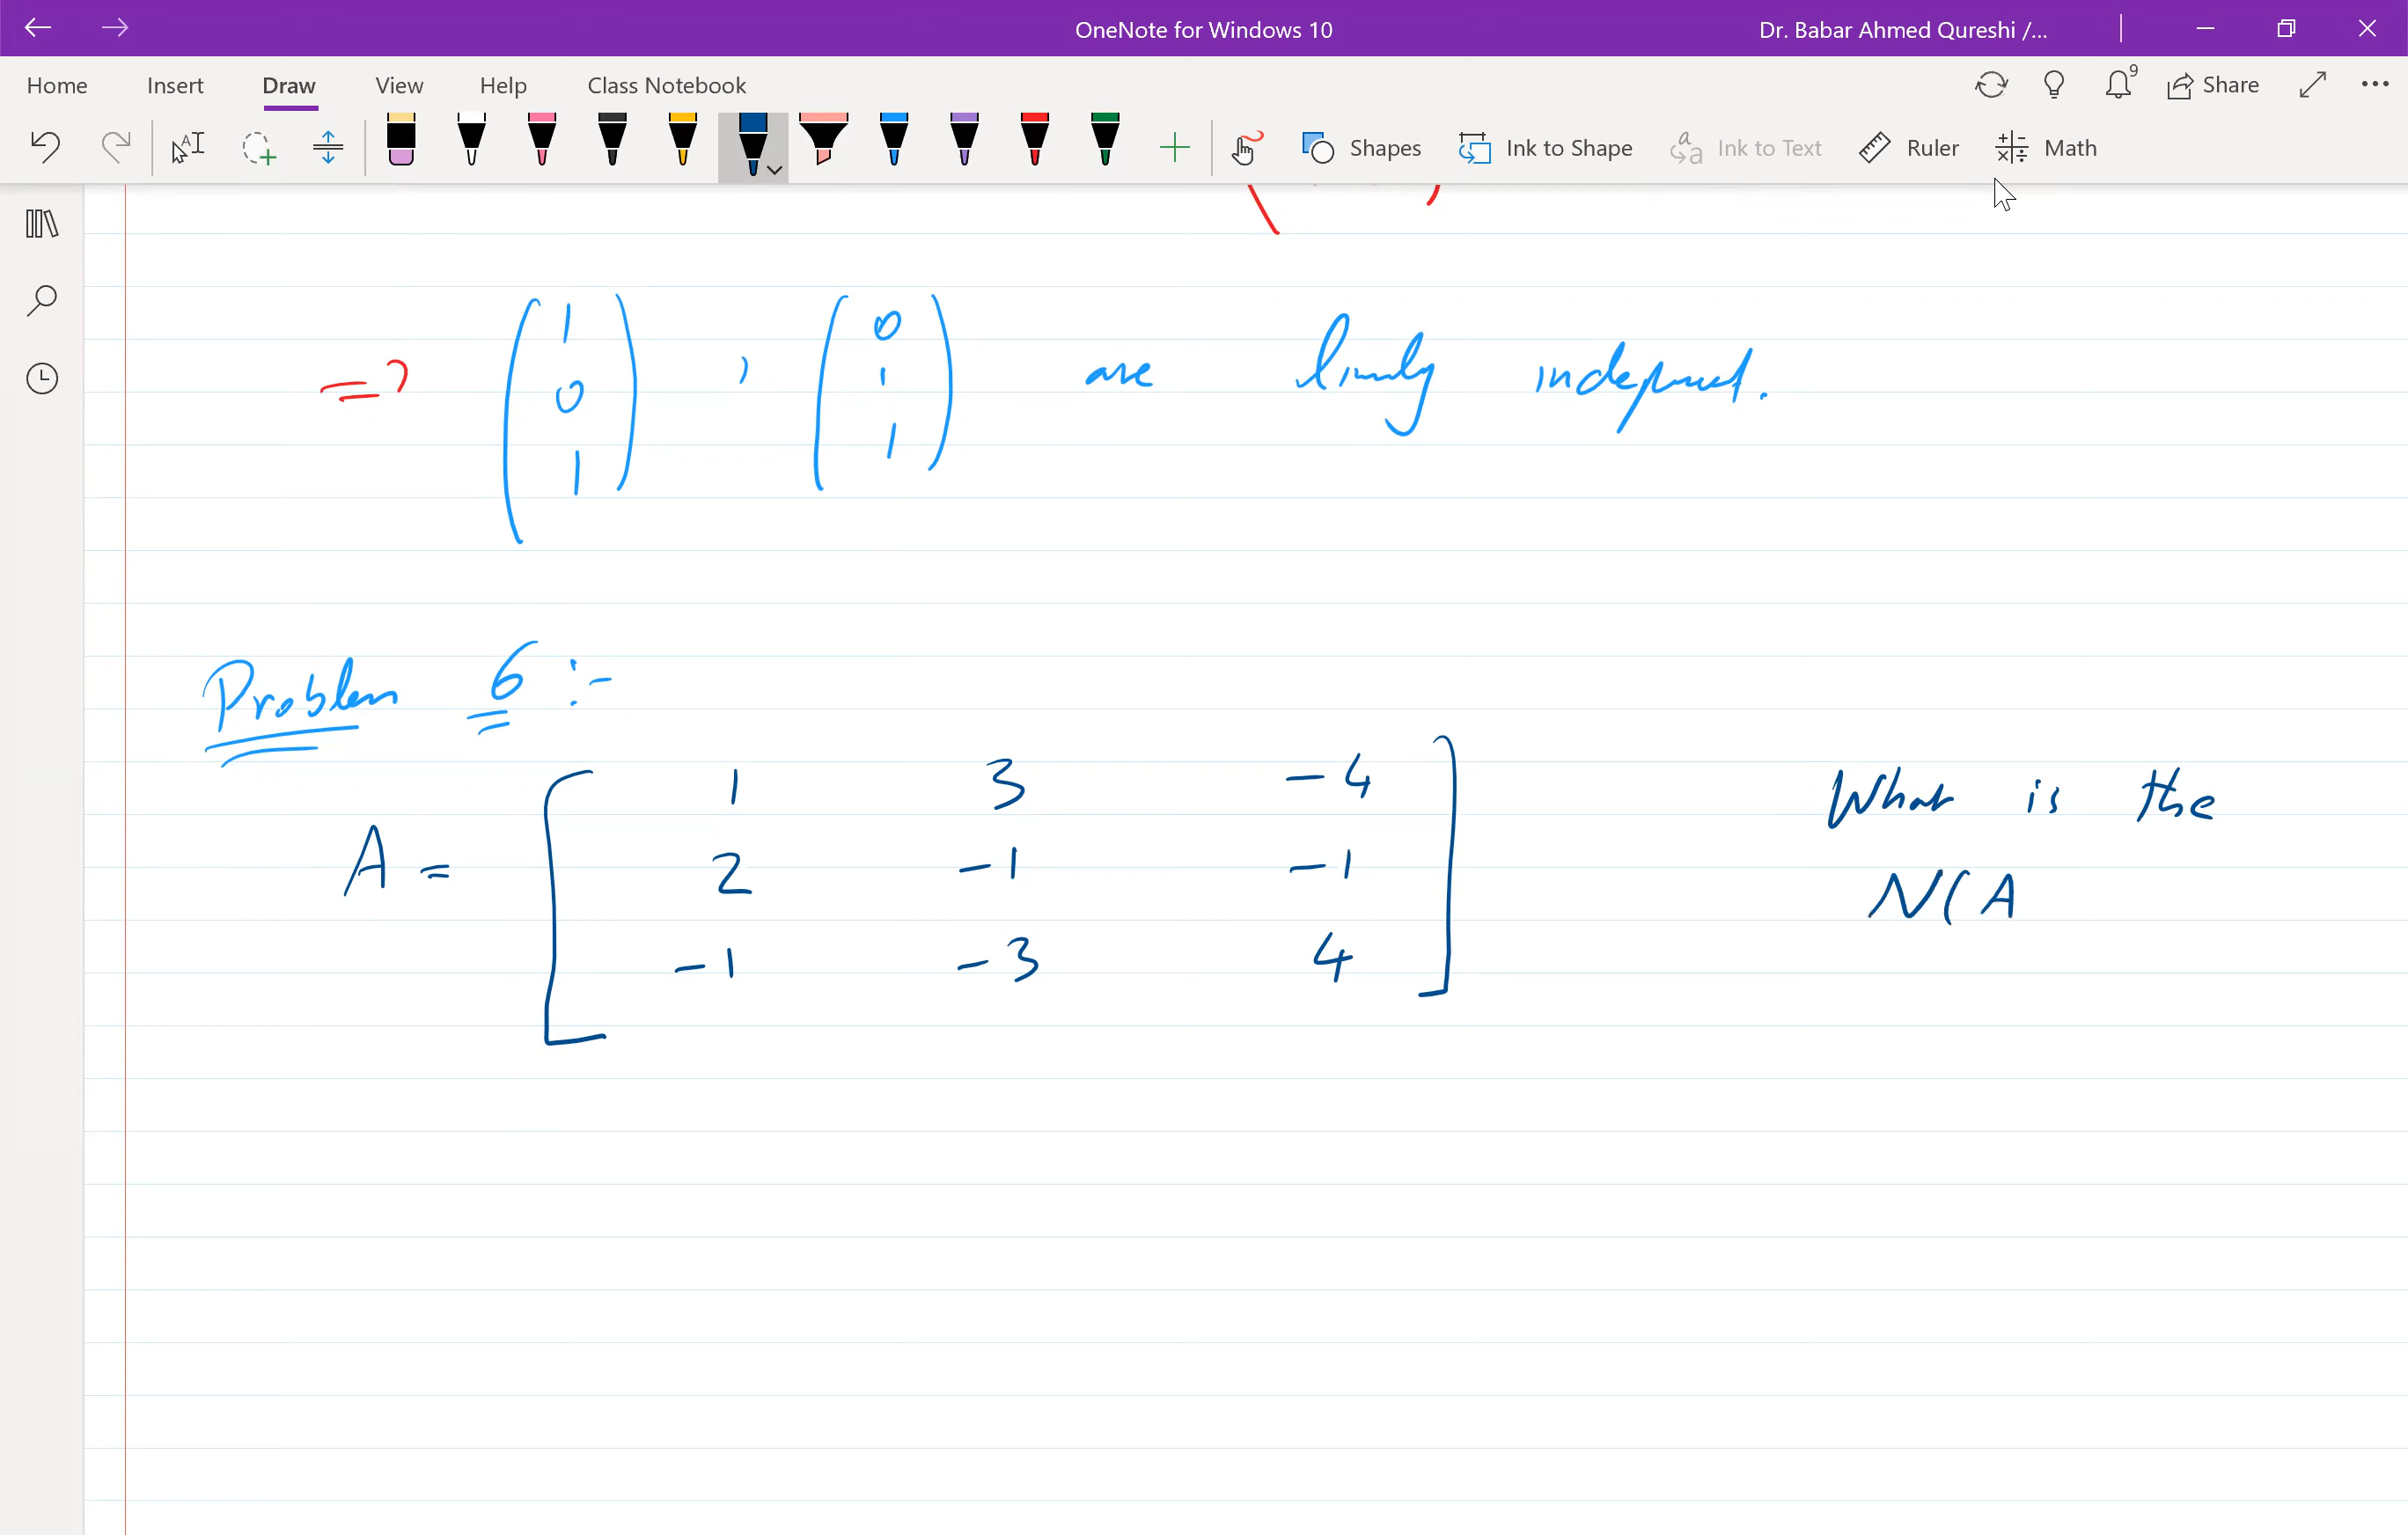 OneNote for Windows 10
Dr. Babar Ahmed Qureshi /...
Home Insert Draw View Help Class Notebook 9 Share
Shapes Ink to Shape Ink to Text Ruler Math
=> ( 1 0 1 ) , ( 0 1 1 ) are
Problem 6 :-
A = [ 1 3 -4
2 -1 -1
-1 -3 4 ]
What is the
N(A